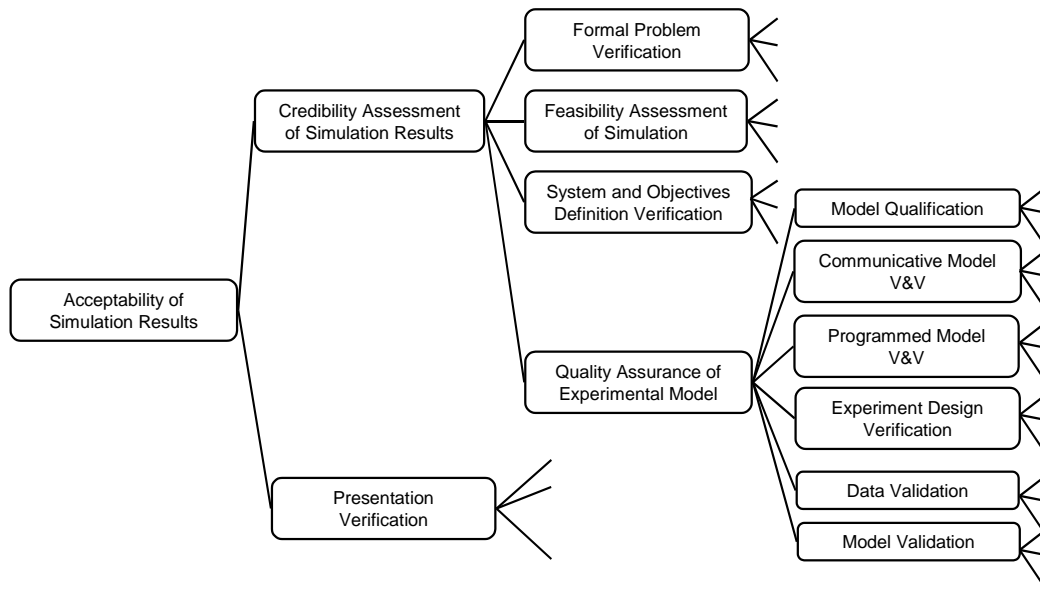 Formal Problem
Verification
Credibility Assessment
of Simulation Results
Feasibility Assessment
of Simulation
System and Objectives
Definition Verification
Model Qualification
Communicative Model
V&V
Acceptability of
Simulation Results
Programmed Model
V&V
Quality Assurance of
Experimental Model
Experiment Design
Verification
Presentation
Verification
Data Validation
Model Validation